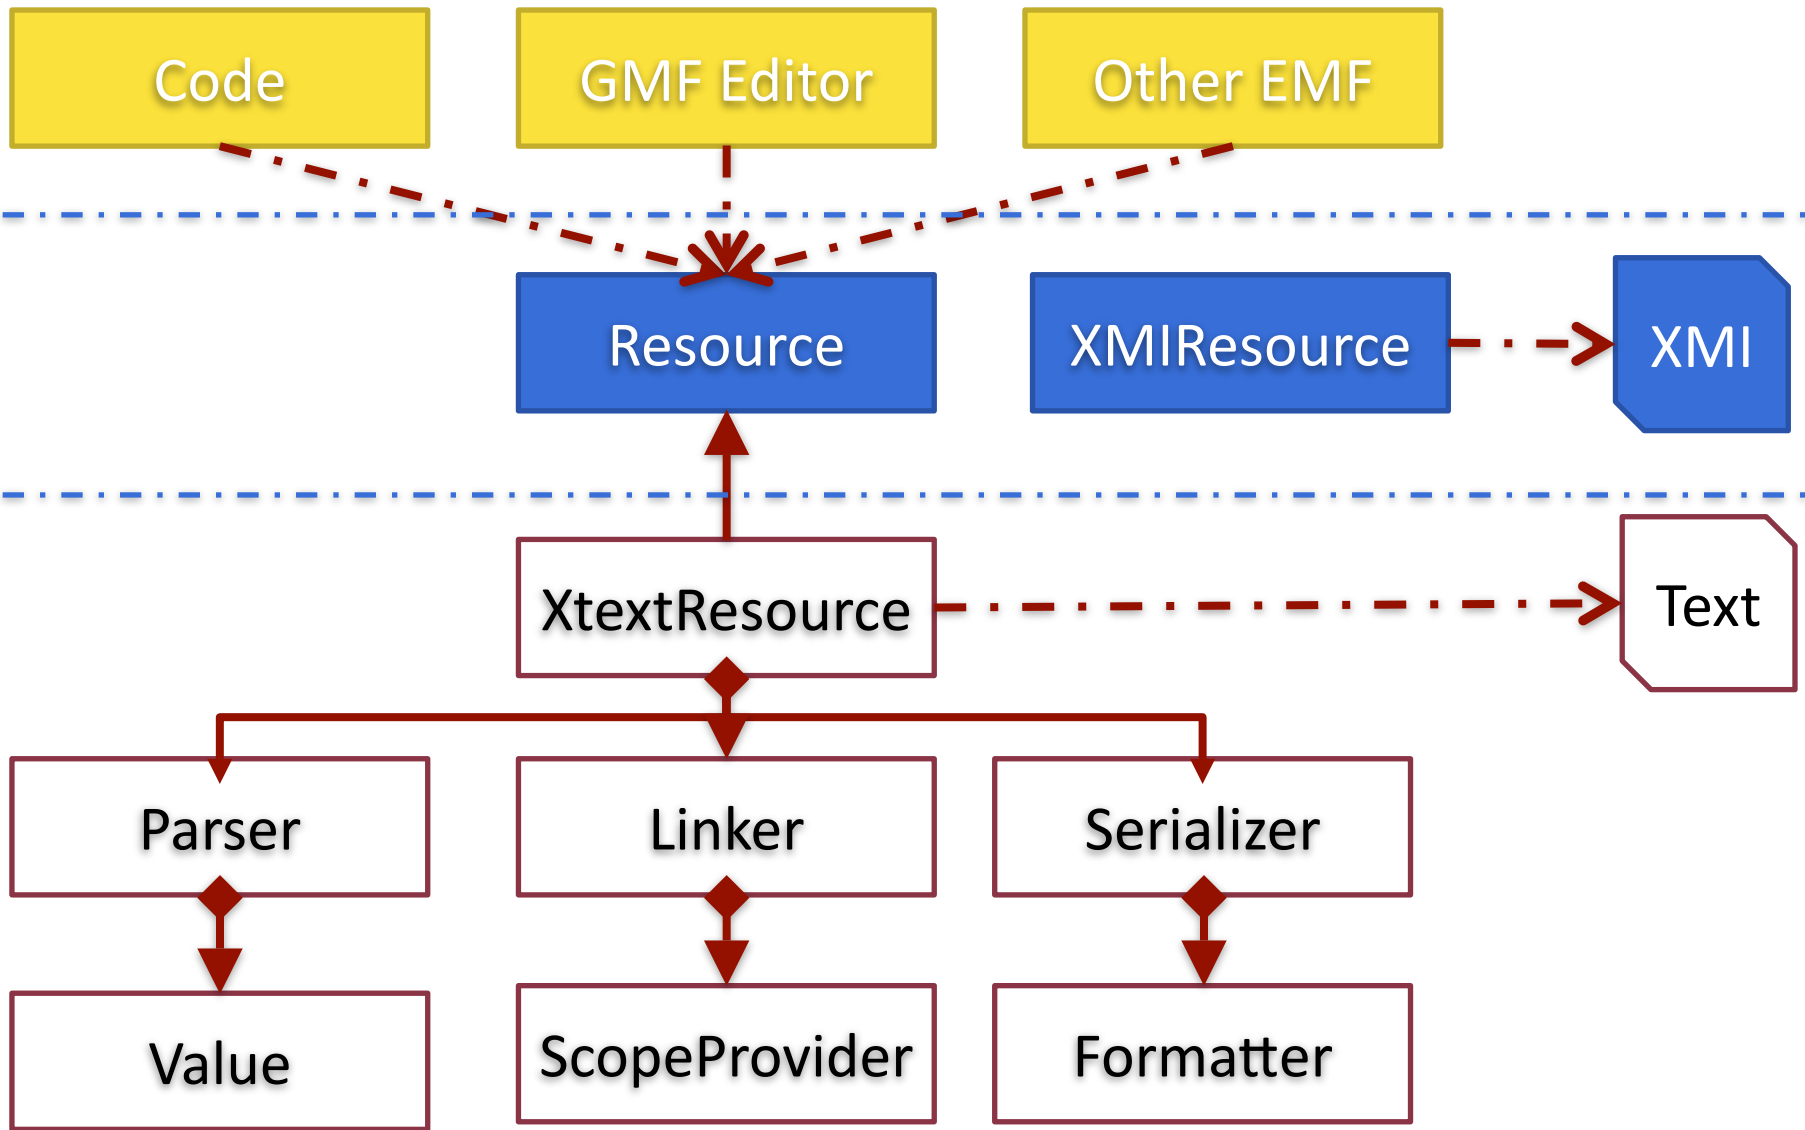 Code
GMF Editor
Other EMF
Resource
XMIResource
XMI
XtextResource
Text
Parser
Linker
Serializer
Value
ScopeProvider
Formatter